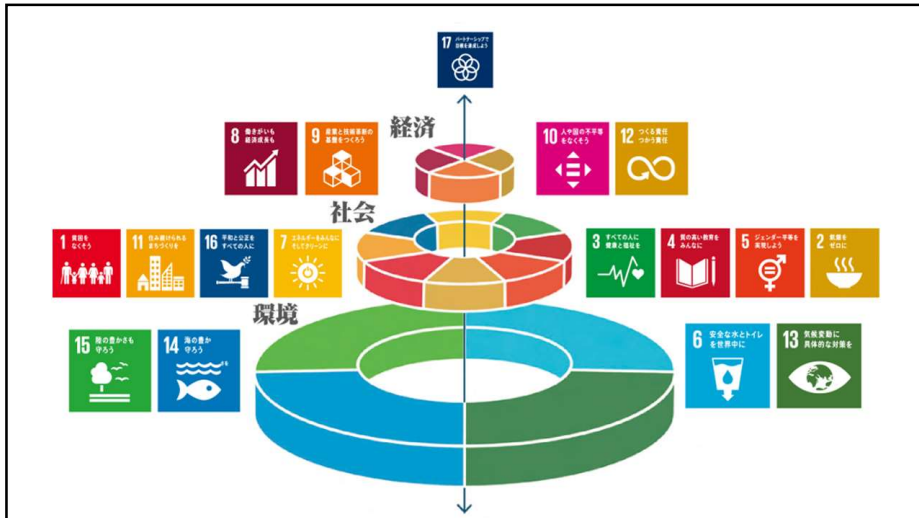 17 パートナーシップで
目標を達成しよう
経済
8 働きがいも
経済成長も
9 産業と技術革新の
基盤をつくろう
10 人や国の不平等
をなくそう
12 つくる責任
つかう責任
社会
1 貧困を
なくそう
11 住み続けられる
まちづくりを
16 平和と公正を
すべての人に
7 エネルギーをみんなに
そしてクリーンに
3 すべての人に
健康と福祉を
4 質の高い教育を
みんなに
5 ジェンダー平等を
実現しよう
2 飢餓を
ゼロに
環境
15 陸の豊かさも
守ろう
14 海の豊か
守ろう
6 安全な水とトイレ
を世界中に
13 気候変動に
具体的な対策を